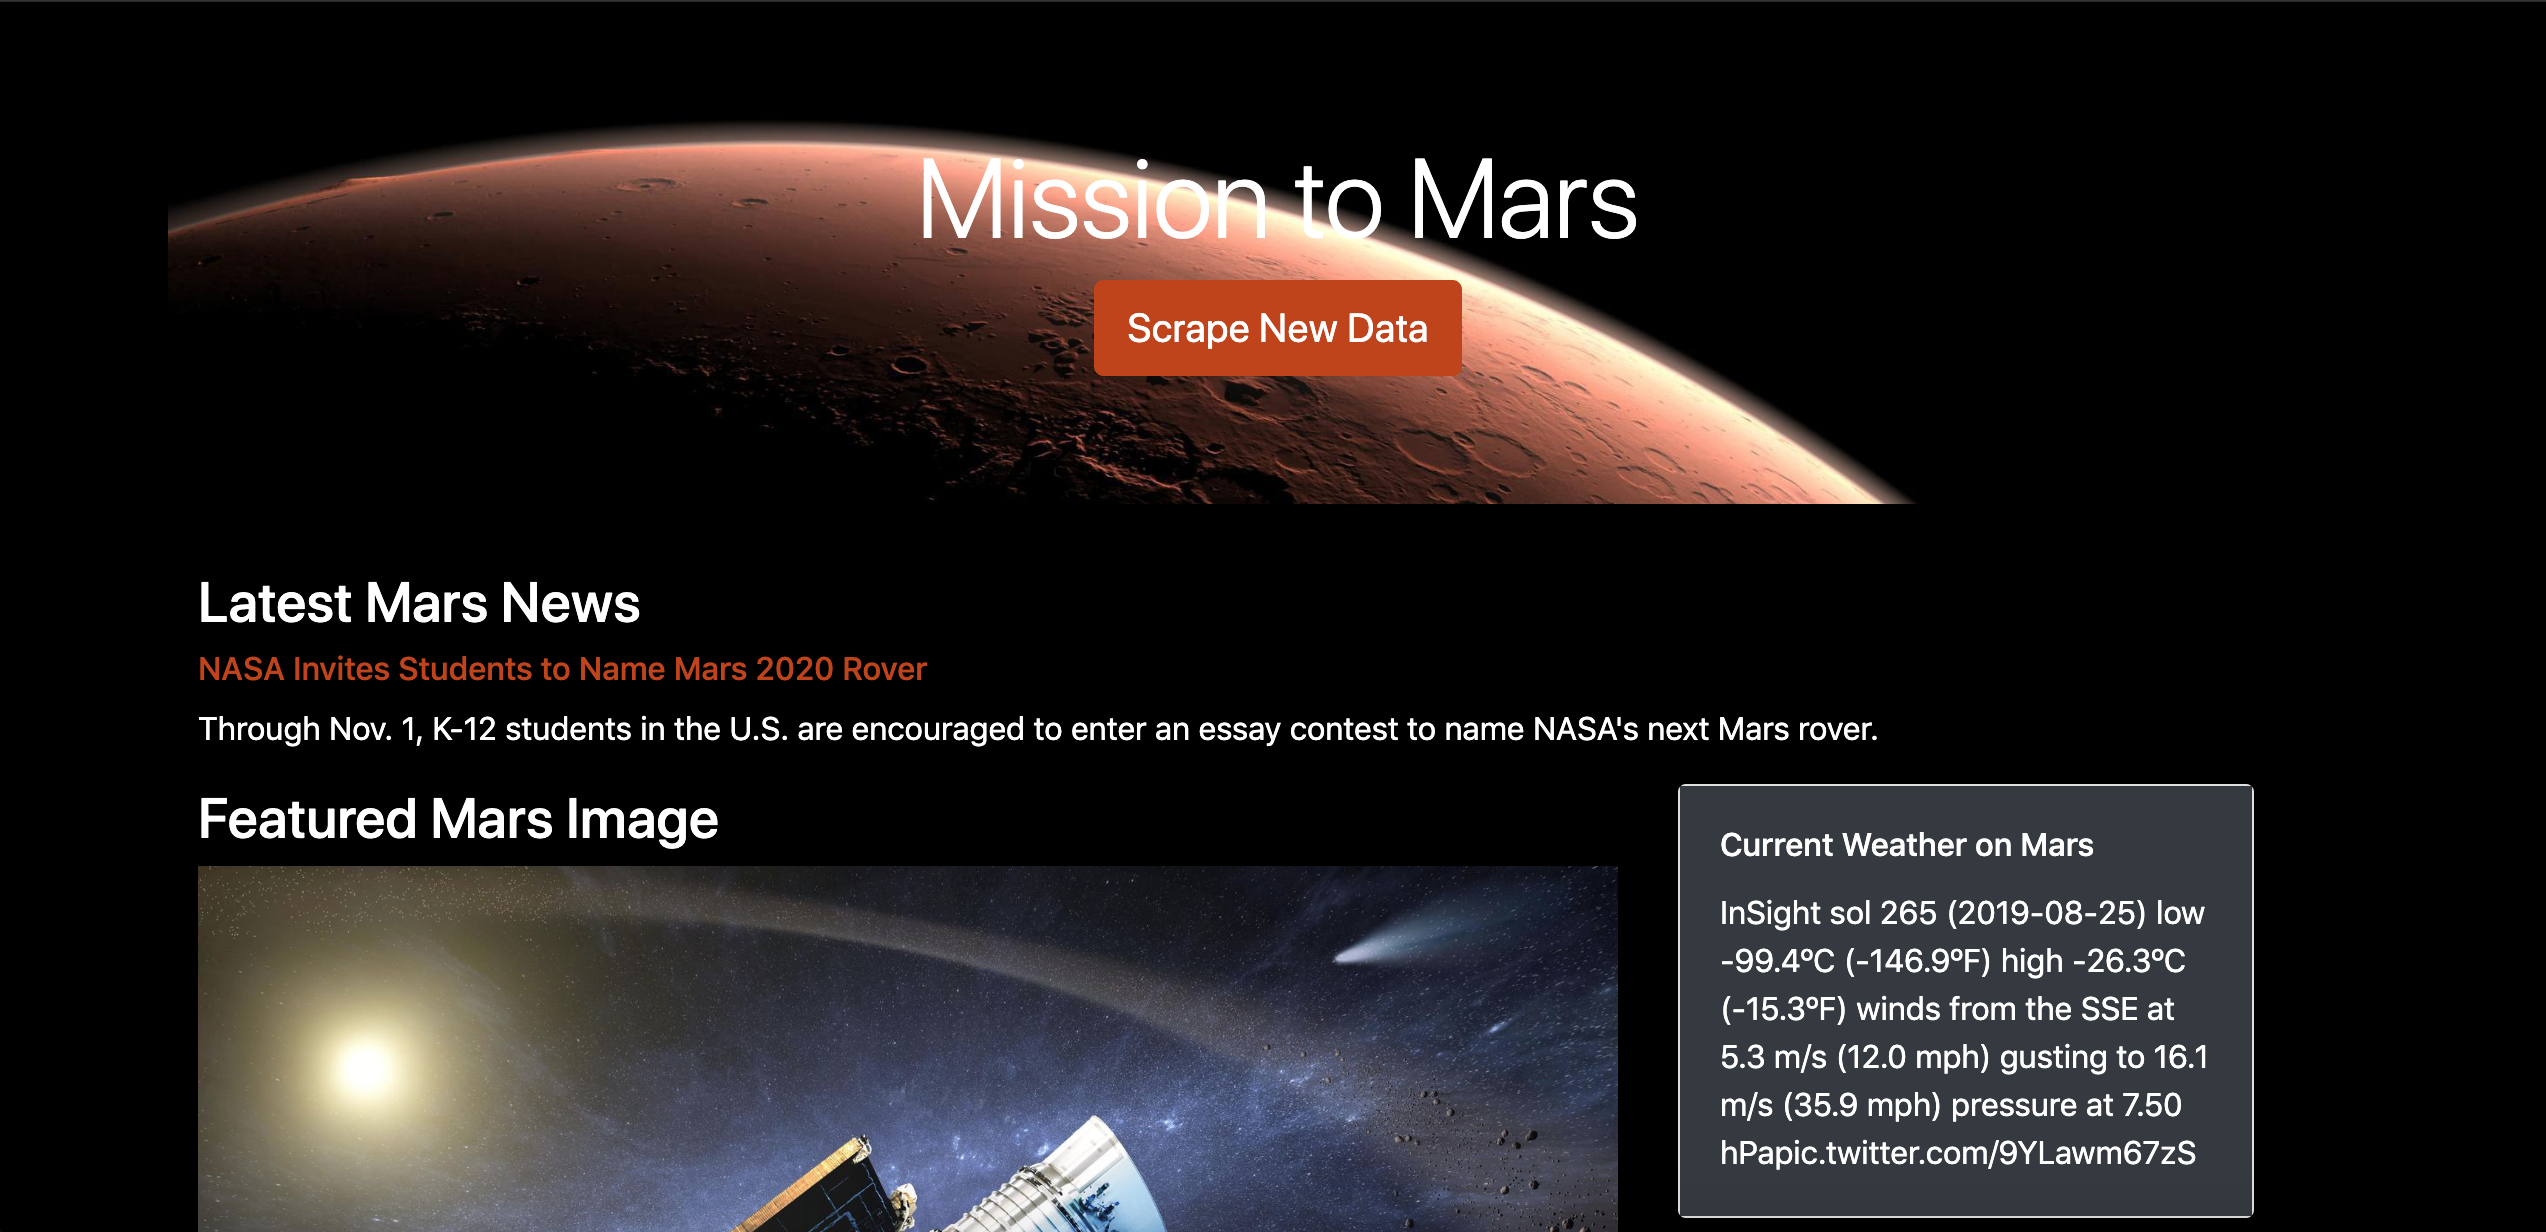 Mission to Mars
Scrape New Data
Latest Mars News
NASA Invites Students to Name Mars 2020 Rover
Through Nov. 1, K-12 students in the U.S. are encouraged to enter an essay contest to name NASA's next Mars rover.
Featured Mars Image
Current Weather on Mars
InSight sol 265 (2019-08-25) low
-99.4ºC (-146.9ºF) high -26.3ºC
(-15.3ºF) winds from the SSE at
5.3 m/s (12.0 mph) gusting to 16.1
m/s (35.9 mph) pressure at 7.50
hPapic.twitter.com/9YLawm67zS